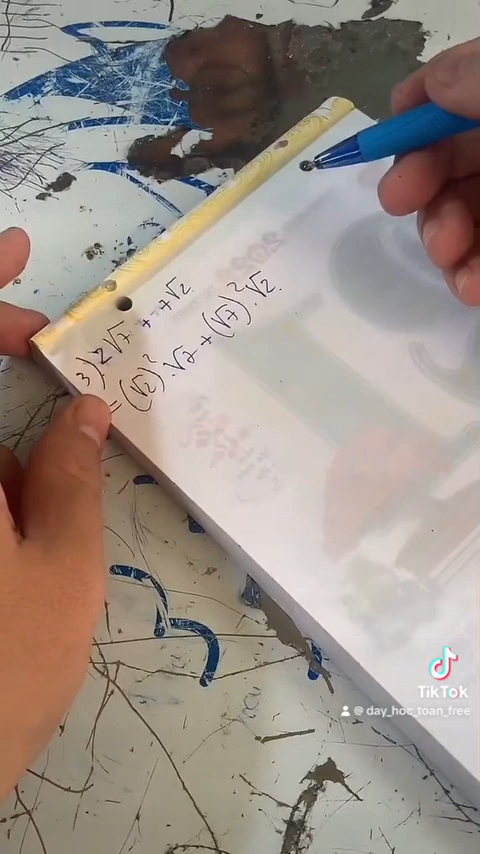 3) 2√7 + 7√2
= (√2)² . √7 + (√7)² . √2.
TikTok
@day_hoc_toan_free